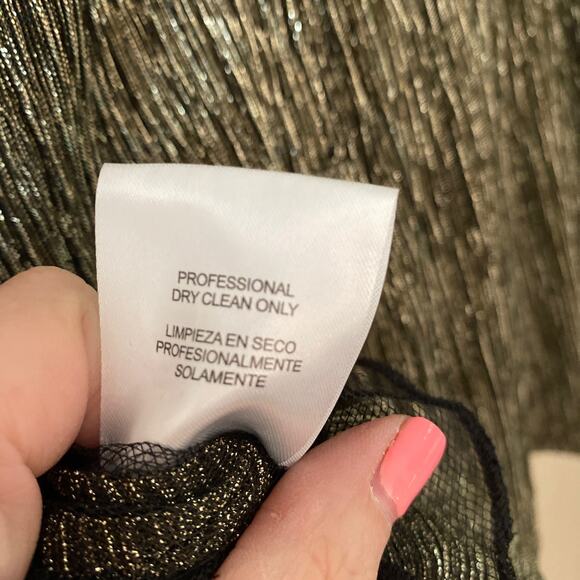 PROFESSIONAL
DRY CLEAN ONLY
LIMPIEZA EN SECO
PROFESIONALMENTE
SOLAMENTE